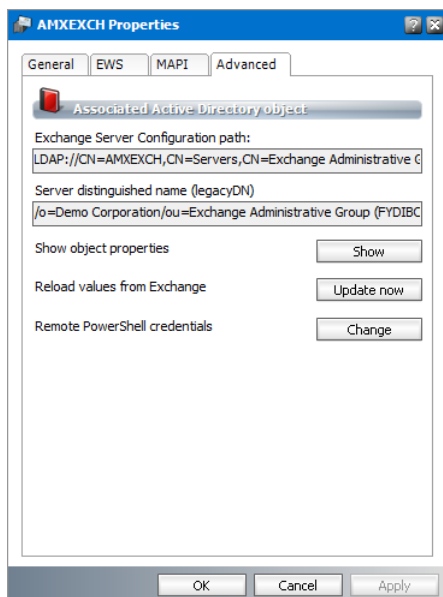 AMXEXCH Properties
General EWS MAPI Advanced
Associated Active Directory object
Exchange Server Configuration path:
LDAP://CN=AMXEXCH,CN=Servers,CN=Exchange Administrative G
Server distinguished name (legacyDN)
/o=Demo Corporation/ou=Exchange Administrative Group (FYDIBO
Show object properties Show
Reload values from Exchange Update now
Remote PowerShell credentials Change
OK Cancel Apply